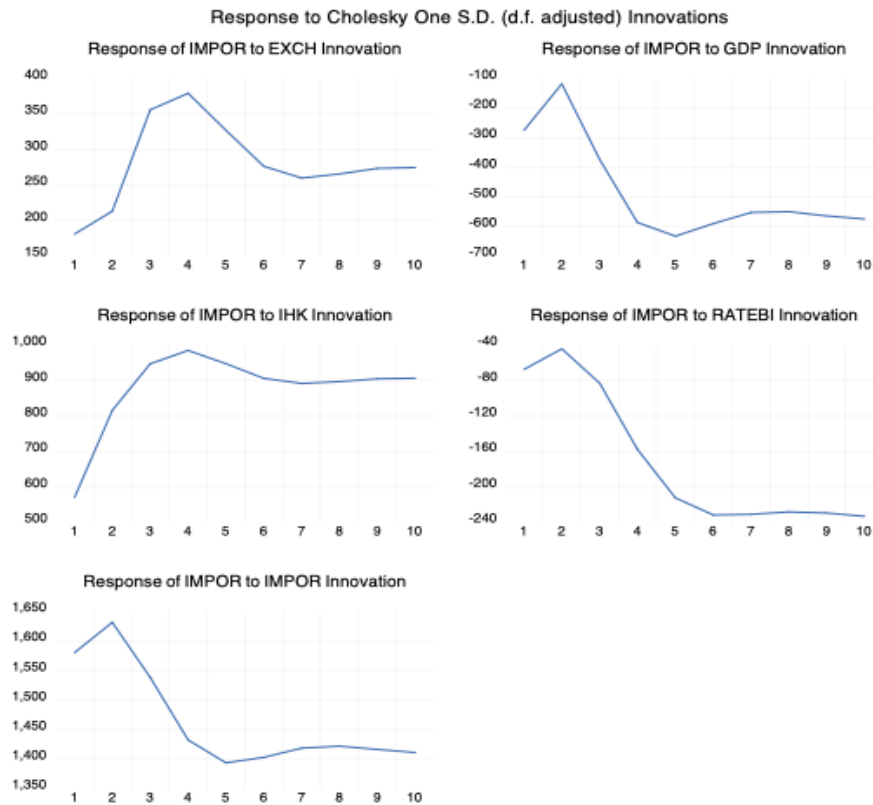 Response to Cholesky One S.D. (d.f. adjusted) Innovations
Response of IMPOR to EXCH Innovation
400
350
300
250
200
150
1 2 3 4 5 6 7 8 9 10
Response of IMPOR to GDP Innovation
-100
-200
-300
-400
-500
-600
-700
1 2 3 4 5 6 7 8 9 10
Response of IMPOR to IHK Innovation
1,000
900
800
700
600
500
1 2 3 4 5 6 7 8 9 10
Response of IMPOR to RATEBI Innovation
-40
-80
-120
-160
-200
-240
1 2 3 4 5 6 7 8 9 10
Response of IMPOR to IMPOR Innovation
1,650
1,600
1,550
1,500
1,450
1,400
1,350
1 2 3 4 5 6 7 8 9 10